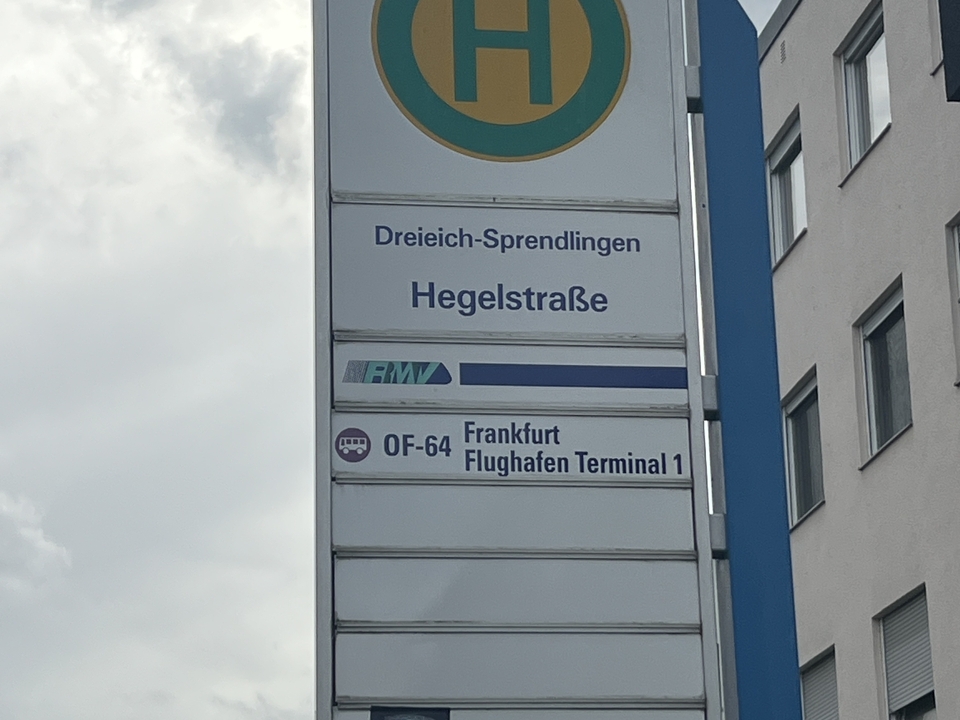 H
Dreieich-Sprendlingen
Hegelstraße
RMV
OF-64 Frankfurt
Flughafen Terminal 1